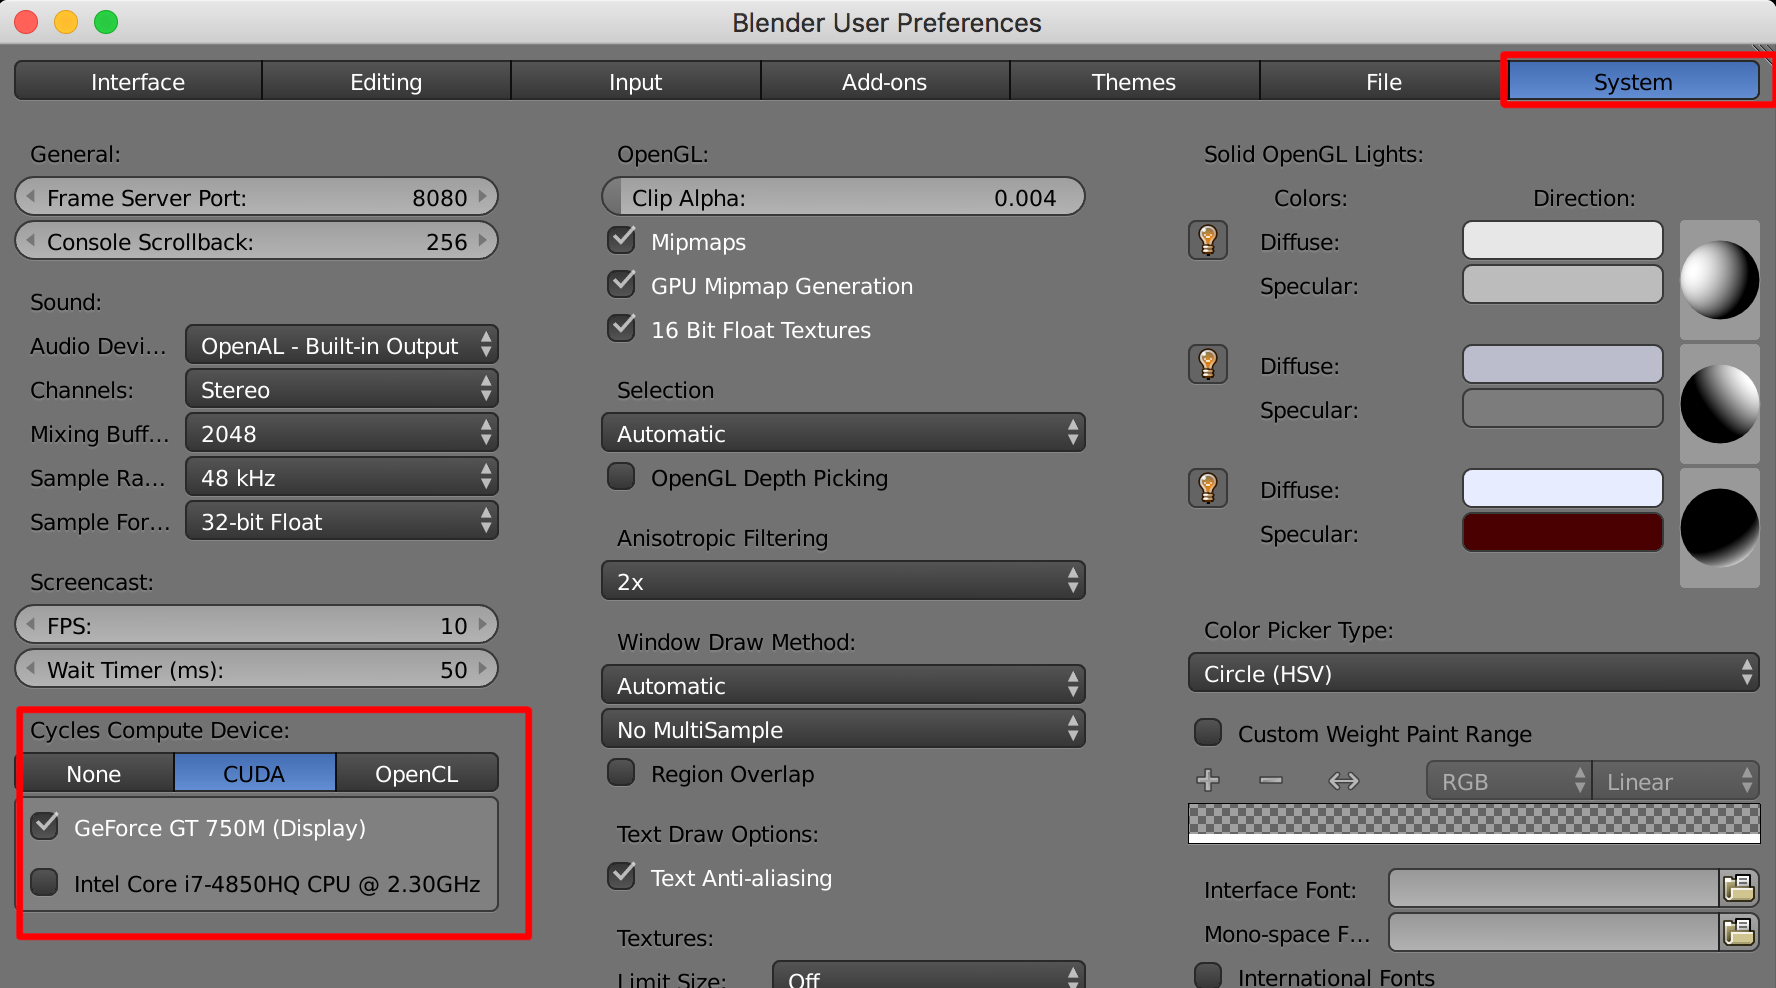 Blender User Preferences
Interface Editing Input Add-ons Themes File System
General:
Frame Server Port: 8080
Console Scrollback: 256
Sound:
Audio Devi... OpenAL - Built-in Output
Channels: Stereo
Mixing Buff... 2048
Sample Ra... 48 kHz
Sample For... 32-bit Float
Screencast:
FPS: 10
Wait Timer (ms): 50
Cycles Compute Device:
None CUDA OpenCL
GeForce GT 750M (Display)
Intel Core i7-4850HQ CPU @ 2.30GHz
OpenGL:
Clip Alpha: 0.004
Mipmaps
GPU Mipmap Generation
16 Bit Float Textures
Selection
Automatic
OpenGL Depth Picking
Anisotropic Filtering
2x
Window Draw Method:
Automatic
No MultiSample
Region Overlap
Text Draw Options:
Text Anti-aliasing
Textures:
Limit Size: Off
Solid OpenGL Lights:
Colors: Direction:
Diffuse:
Specular:
Diffuse:
Specular:
Diffuse:
Specular:
Color Picker Type:
Circle (HSV)
Custom Weight Paint Range
RGB Linear
Interface Font:
Mono-space F...
International Fonts